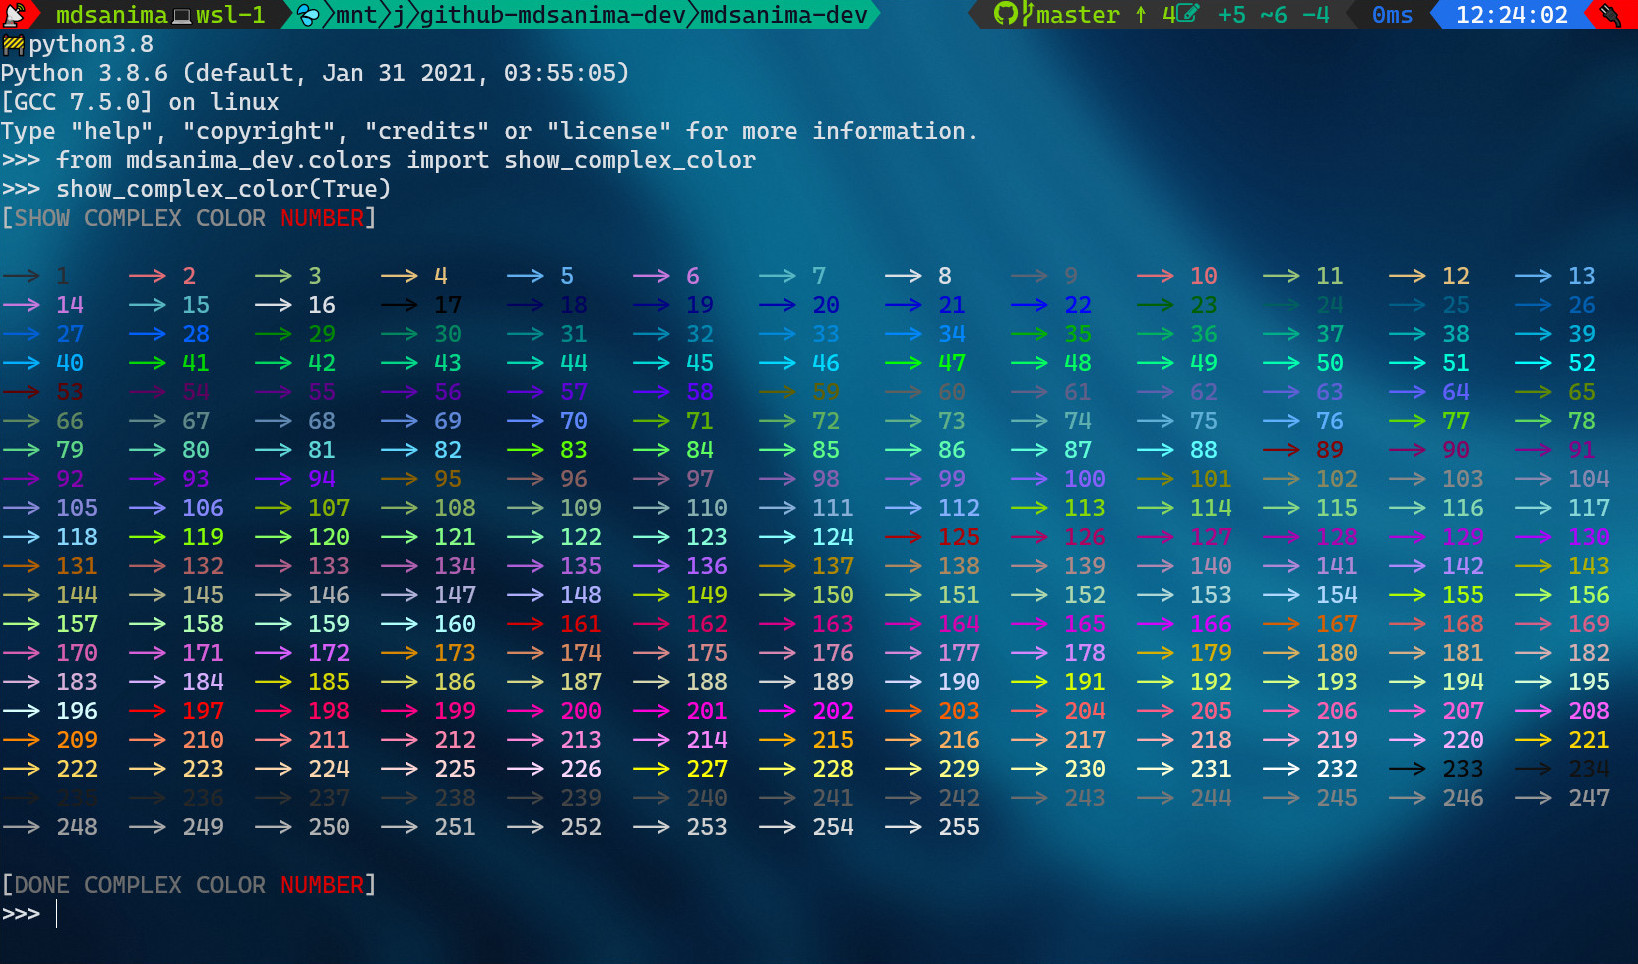 mdsanima wsl-1 mnt j github-mdsanima-dev mdsanima-dev master ↑ 4 +5 ~6 -4 0ms 12:24:02
python3.8
Python 3.8.6 (default, Jan 31 2021, 03:55:05)
[GCC 7.5.0] on linux
Type "help", "copyright", "credits" or "license" for more information.
>>> from mdsanima_dev.colors import show_complex_color
>>> show_complex_color(True)
[SHOW COMPLEX COLOR NUMBER]
⟶ 1 ⟶ 2 ⟶ 3 ⟶ 4 ⟶ 5 ⟶ 6 ⟶ 7 ⟶ 8 ⟶ 9 ⟶ 10 ⟶ 11 ⟶ 12 ⟶ 13
⟶ 14 ⟶ 15 ⟶ 16 ⟶ 17 ⟶ 18 ⟶ 19 ⟶ 20 ⟶ 21 ⟶ 22 ⟶ 23 ⟶ 24 ⟶ 25 ⟶ 26
⟶ 27 ⟶ 28 ⟶ 29 ⟶ 30 ⟶ 31 ⟶ 32 ⟶ 33 ⟶ 34 ⟶ 35 ⟶ 36 ⟶ 37 ⟶ 38 ⟶ 39
⟶ 40 ⟶ 41 ⟶ 42 ⟶ 43 ⟶ 44 ⟶ 45 ⟶ 46 ⟶ 47 ⟶ 48 ⟶ 49 ⟶ 50 ⟶ 51 ⟶ 52
⟶ 53 ⟶ 54 ⟶ 55 ⟶ 56 ⟶ 57 ⟶ 58 ⟶ 59 ⟶ 60 ⟶ 61 ⟶ 62 ⟶ 63 ⟶ 64 ⟶ 65
⟶ 66 ⟶ 67 ⟶ 68 ⟶ 69 ⟶ 70 ⟶ 71 ⟶ 72 ⟶ 73 ⟶ 74 ⟶ 75 ⟶ 76 ⟶ 77 ⟶ 78
⟶ 79 ⟶ 80 ⟶ 81 ⟶ 82 ⟶ 83 ⟶ 84 ⟶ 85 ⟶ 86 ⟶ 87 ⟶ 88 ⟶ 89 ⟶ 90 ⟶ 91
⟶ 92 ⟶ 93 ⟶ 94 ⟶ 95 ⟶ 96 ⟶ 97 ⟶ 98 ⟶ 99 ⟶ 100 ⟶ 101 ⟶ 102 ⟶ 103 ⟶ 104
⟶ 105 ⟶ 106 ⟶ 107 ⟶ 108 ⟶ 109 ⟶ 110 ⟶ 111 ⟶ 112 ⟶ 113 ⟶ 114 ⟶ 115 ⟶ 116 ⟶ 117
⟶ 118 ⟶ 119 ⟶ 120 ⟶ 121 ⟶ 122 ⟶ 123 ⟶ 124 ⟶ 125 ⟶ 126 ⟶ 127 ⟶ 128 ⟶ 129 ⟶ 130
⟶ 131 ⟶ 132 ⟶ 133 ⟶ 134 ⟶ 135 ⟶ 136 ⟶ 137 ⟶ 138 ⟶ 139 ⟶ 140 ⟶ 141 ⟶ 142 ⟶ 143
⟶ 144 ⟶ 145 ⟶ 146 ⟶ 147 ⟶ 148 ⟶ 149 ⟶ 150 ⟶ 151 ⟶ 152 ⟶ 153 ⟶ 154 ⟶ 155 ⟶ 156
⟶ 157 ⟶ 158 ⟶ 159 ⟶ 160 ⟶ 161 ⟶ 162 ⟶ 163 ⟶ 164 ⟶ 165 ⟶ 166 ⟶ 167 ⟶ 168 ⟶ 169
⟶ 170 ⟶ 171 ⟶ 172 ⟶ 173 ⟶ 174 ⟶ 175 ⟶ 176 ⟶ 177 ⟶ 178 ⟶ 179 ⟶ 180 ⟶ 181 ⟶ 182
⟶ 183 ⟶ 184 ⟶ 185 ⟶ 186 ⟶ 187 ⟶ 188 ⟶ 189 ⟶ 190 ⟶ 191 ⟶ 192 ⟶ 193 ⟶ 194 ⟶ 195
⟶ 196 ⟶ 197 ⟶ 198 ⟶ 199 ⟶ 200 ⟶ 201 ⟶ 202 ⟶ 203 ⟶ 204 ⟶ 205 ⟶ 206 ⟶ 207 ⟶ 208
⟶ 209 ⟶ 210 ⟶ 211 ⟶ 212 ⟶ 213 ⟶ 214 ⟶ 215 ⟶ 216 ⟶ 217 ⟶ 218 ⟶ 219 ⟶ 220 ⟶ 221
⟶ 222 ⟶ 223 ⟶ 224 ⟶ 225 ⟶ 226 ⟶ 227 ⟶ 228 ⟶ 229 ⟶ 230 ⟶ 231 ⟶ 232 ⟶ 233 ⟶ 234
⟶ 235 ⟶ 236 ⟶ 237 ⟶ 238 ⟶ 239 ⟶ 240 ⟶ 241 ⟶ 242 ⟶ 243 ⟶ 244 ⟶ 245 ⟶ 246 ⟶ 247
⟶ 248 ⟶ 249 ⟶ 250 ⟶ 251 ⟶ 252 ⟶ 253 ⟶ 254 ⟶ 255
[DONE COMPLEX COLOR NUMBER]
>>>